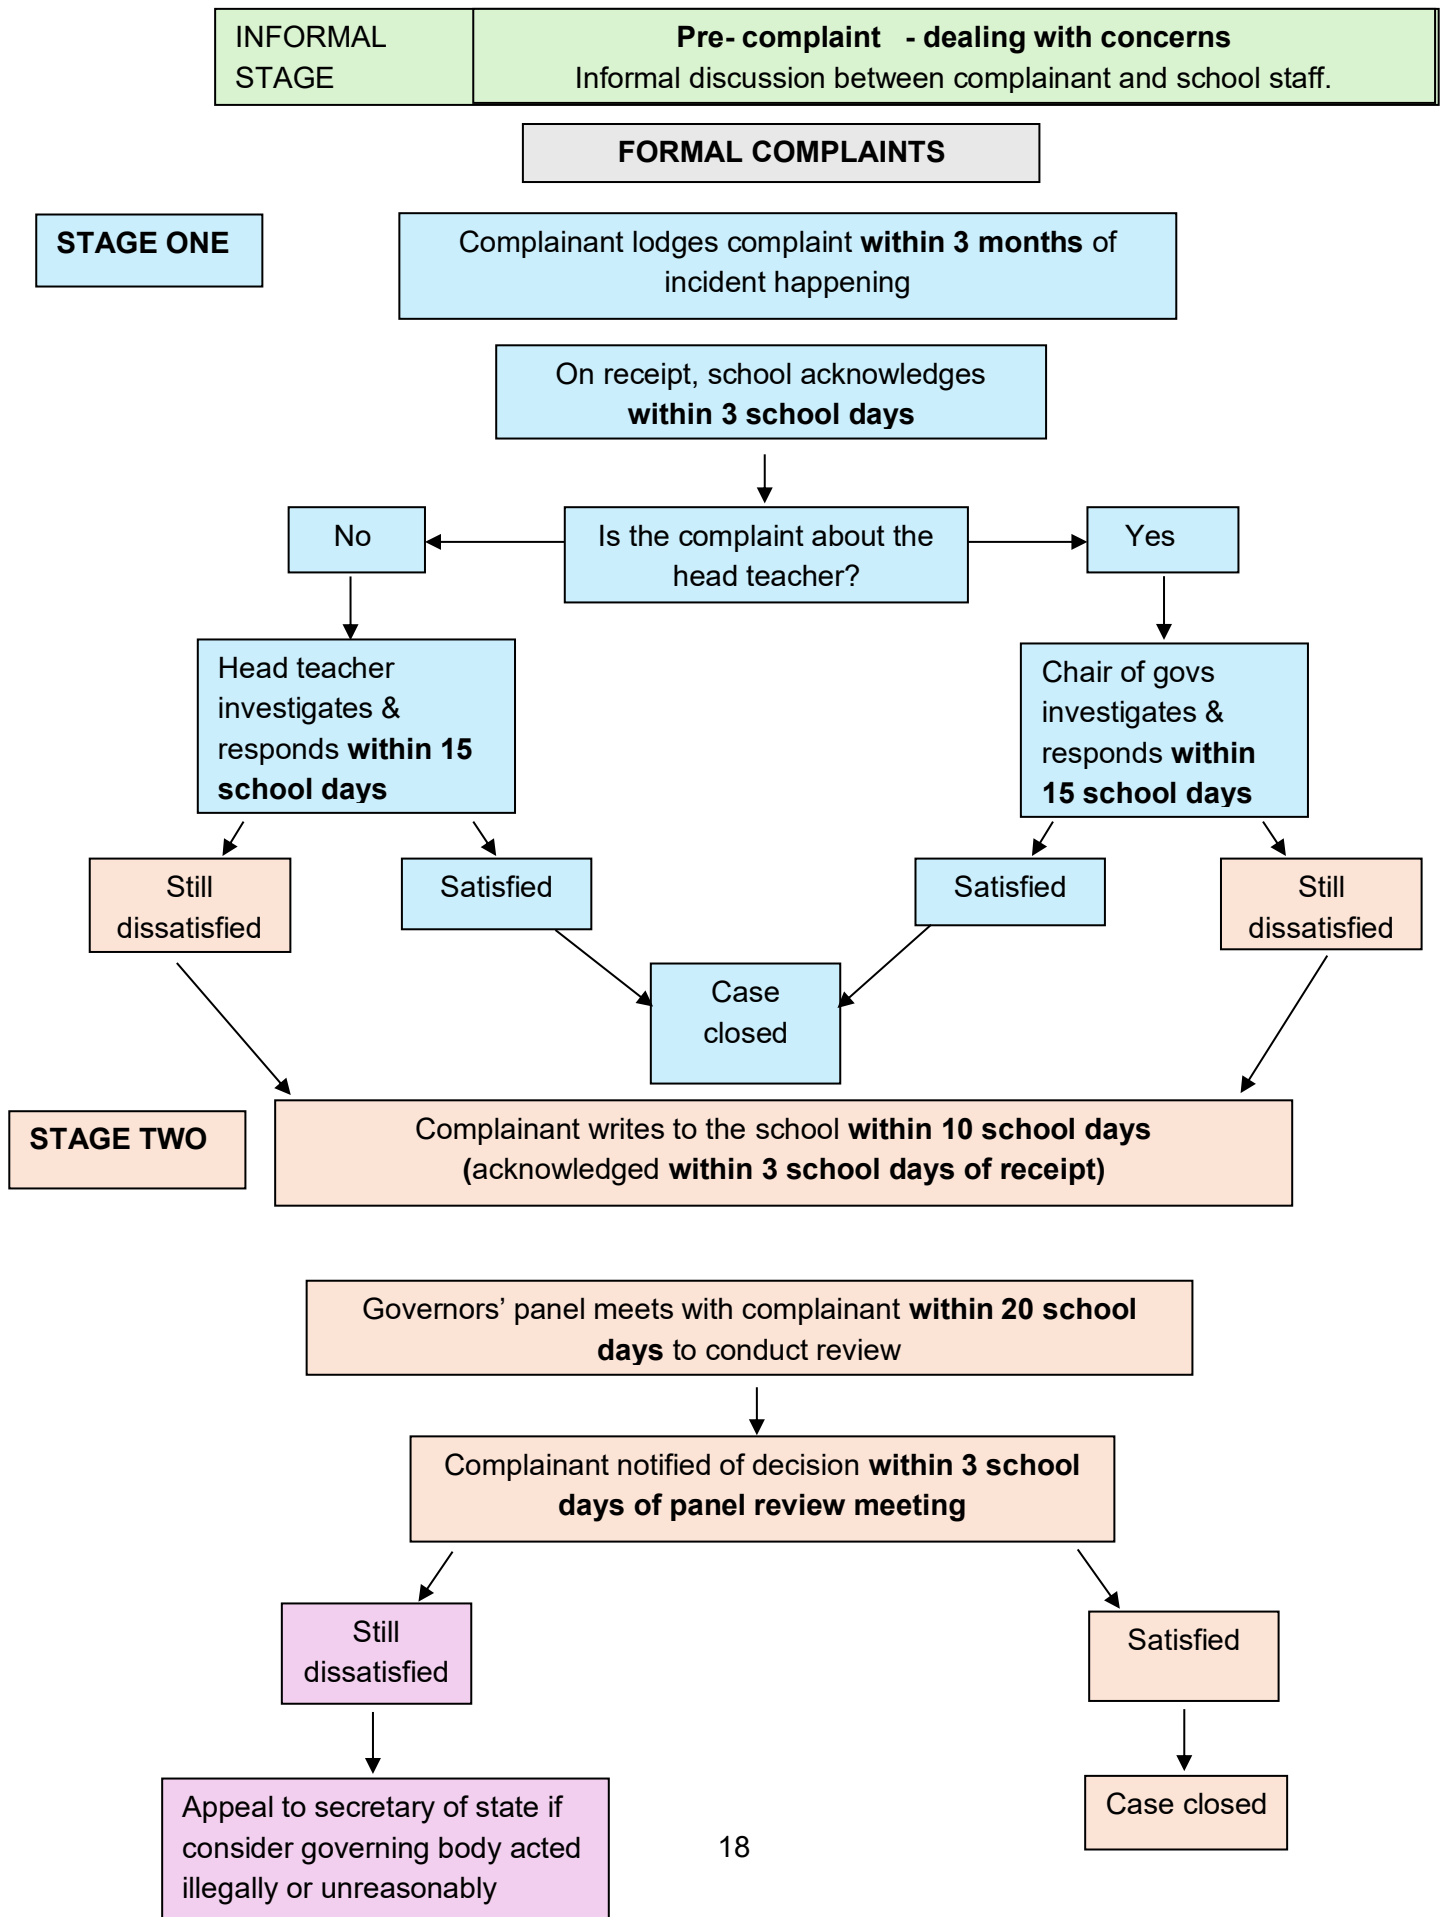 INFORMAL
STAGE
Pre- complaint   - dealing with concerns
Informal discussion between complainant and school staff.
FORMAL COMPLAINTS
STAGE ONE
Complainant lodges complaint within 3 months of
incident happening
On receipt, school acknowledges
within 3 school days
No
Is the complaint about the
head teacher?
Yes
Head teacher
investigates &
responds within 15
school days
Chair of govs
investigates &
responds within
15 school days
Still
dissatisfied
Satisfied
Satisfied
Still
dissatisfied
Case
closed
STAGE TWO
Complainant writes to the school within 10 school days
(acknowledged within 3 school days of receipt)
Governors’ panel meets with complainant within 20 school
days to conduct review
Complainant notified of decision within 3 school
days of panel review meeting
Still
dissatisfied
Satisfied
Appeal to secretary of state if
consider governing body acted
illegally or unreasonably
Case closed
18